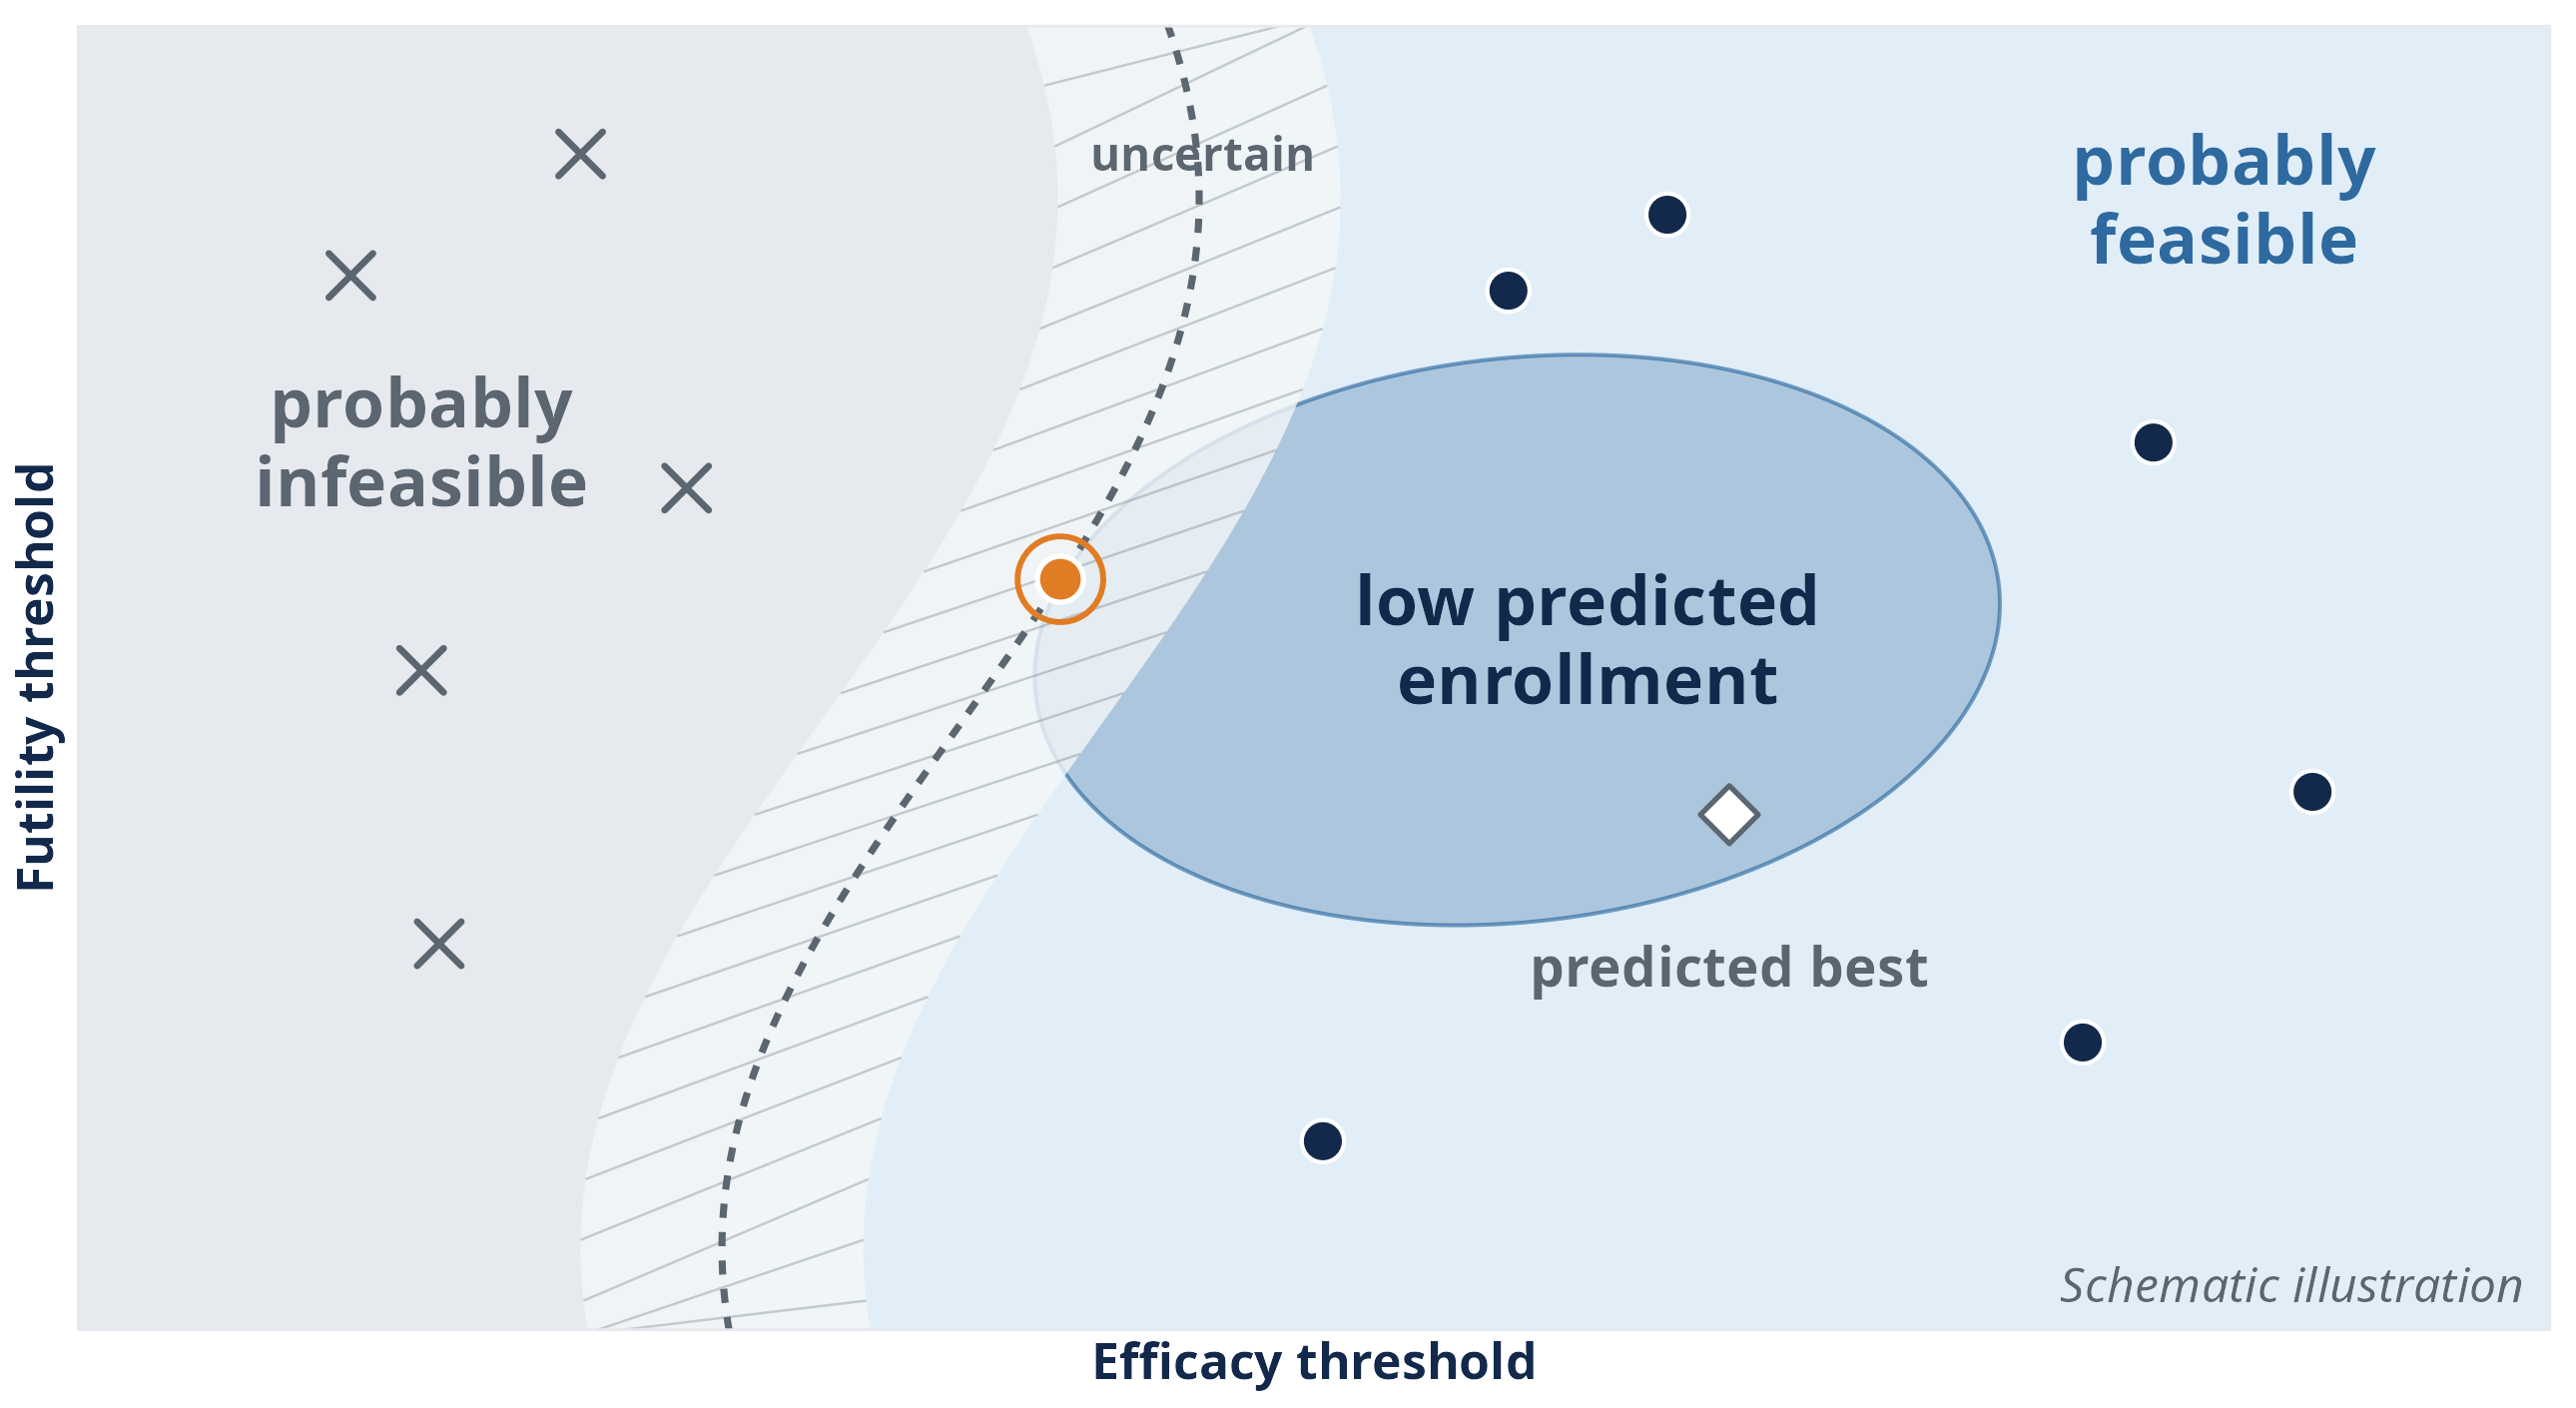 uncertain
probably
feasible
probably
infeasible
low predicted
enrollment
predicted best
Schematic illustration
Futility threshold
Efficacy threshold